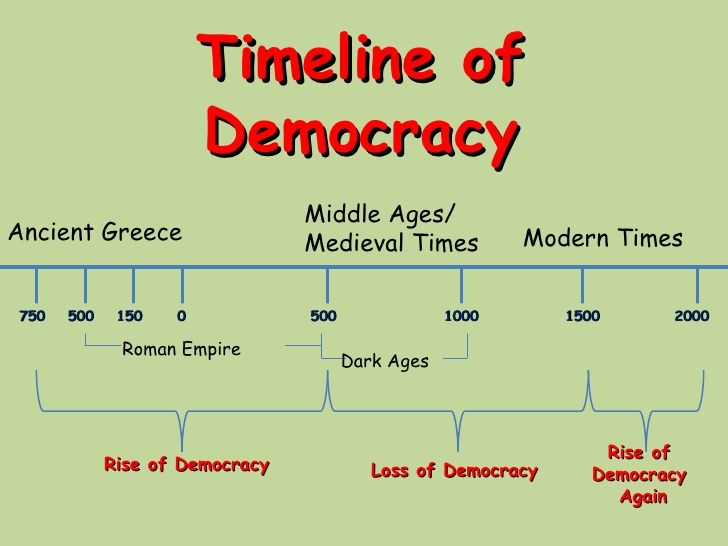 Timeline of
Democracy
Ancient Greece
Middle Ages/
Medieval Times
Modern Times
750 500 150 0 500 1000 1500 2000
Roman Empire
Dark Ages
Rise of Democracy
Loss of Democracy
Rise of
Democracy
Again